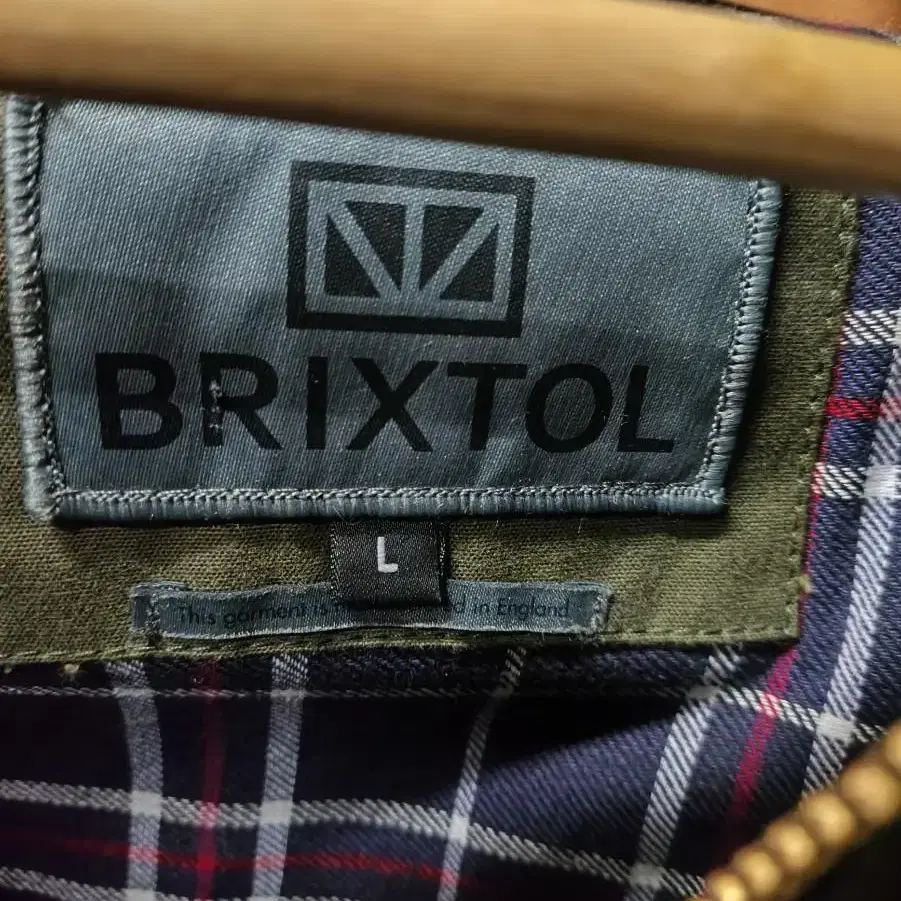 BRIXTOL
L
This garment is in England